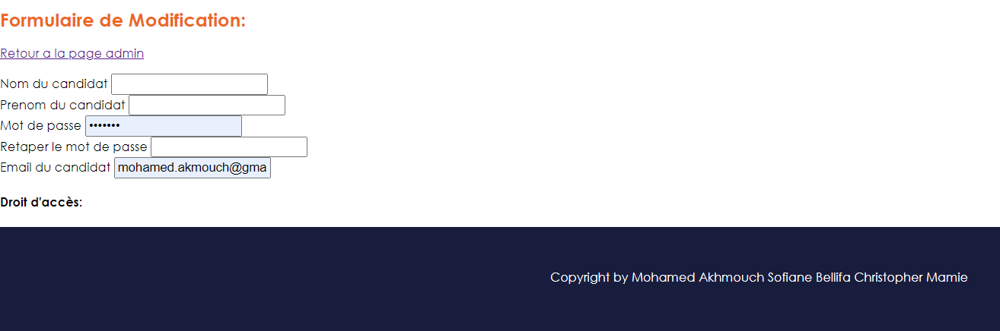 Formulaire de Modification:
Retour a la page admin
Nom du candidat
Prenom du candidat
Mot de passe •••••••
Retaper le mot de passe
Email du candidat mohamed.akmouch@gma
Droit d'accès:
Copyright by Mohamed Akhmouch Sofiane Bellifa Christopher Mamie